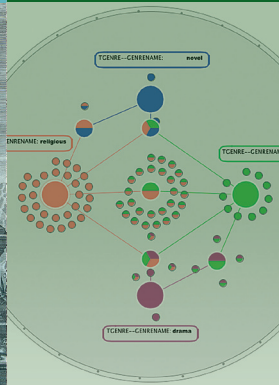 TGENRE--GENRENAME: novel
ENRENAME: religious
TGENRE--GENRENAM
TGENRE--GENRENAME: drama